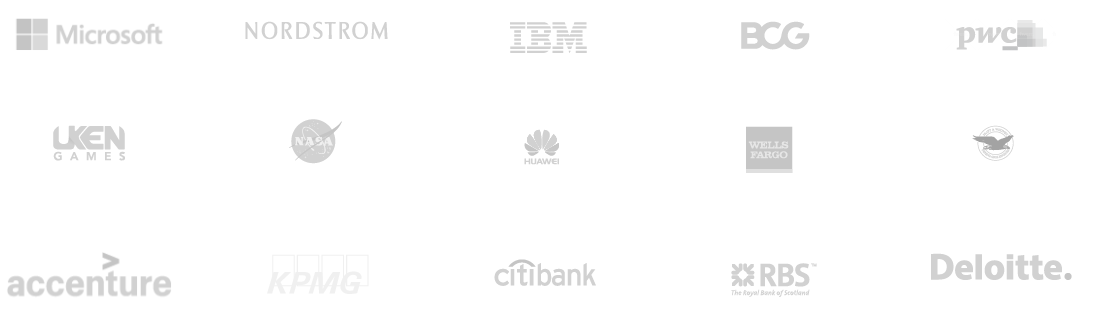 Microsoft
NORDSTROM
IBM
BCG
pwc
UKEN
GAMES
NASA
HUAWEI
WELLS
FARGO
accenture
KPMG
citibank
RBS™
The Royal Bank of Scotland
Deloitte.